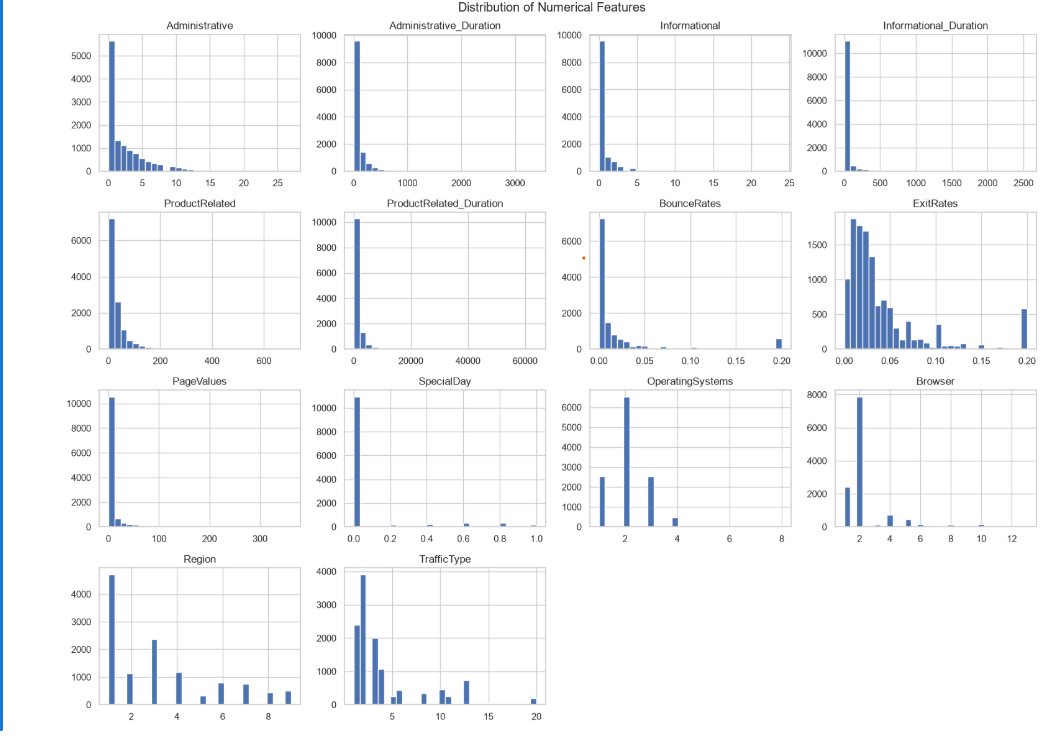 Distribution of Numerical Features
Administrative
Administrative_Duration
Informational
Informational_Duration
5000
4000
3000
2000
1000
0
0 5 10 15 20 25
10000
8000
6000
4000
2000
0
0 1000 2000 3000
10000
8000
6000
4000
2000
0
0 5 10 15 20 25
10000
8000
6000
4000
2000
0
0 500 1000 1500 2000 2500
ProductRelated
ProductRelated_Duration
BounceRates
ExitRates
6000
4000
2000
0
0 200 400 600
10000
8000
6000
4000
2000
0
0 20000 40000 60000
6000
4000
2000
0
0.00 0.05 0.10 0.15 0.20
1500
1000
500
0
0.00 0.05 0.10 0.15 0.20
PageValues
SpecialDay
OperatingSystems
Browser
10000
8000
6000
4000
2000
0
0 100 200 300
10000
8000
6000
4000
2000
0
0.0 0.2 0.4 0.6 0.8 1.0
6000
5000
4000
3000
2000
1000
0
2 4 6 8
8000
6000
4000
2000
0
2 4 6 8 10 12
Region
TrafficType
4000
3000
2000
1000
0
2 4 6 8
4000
3000
2000
1000
0
5 10 15 20